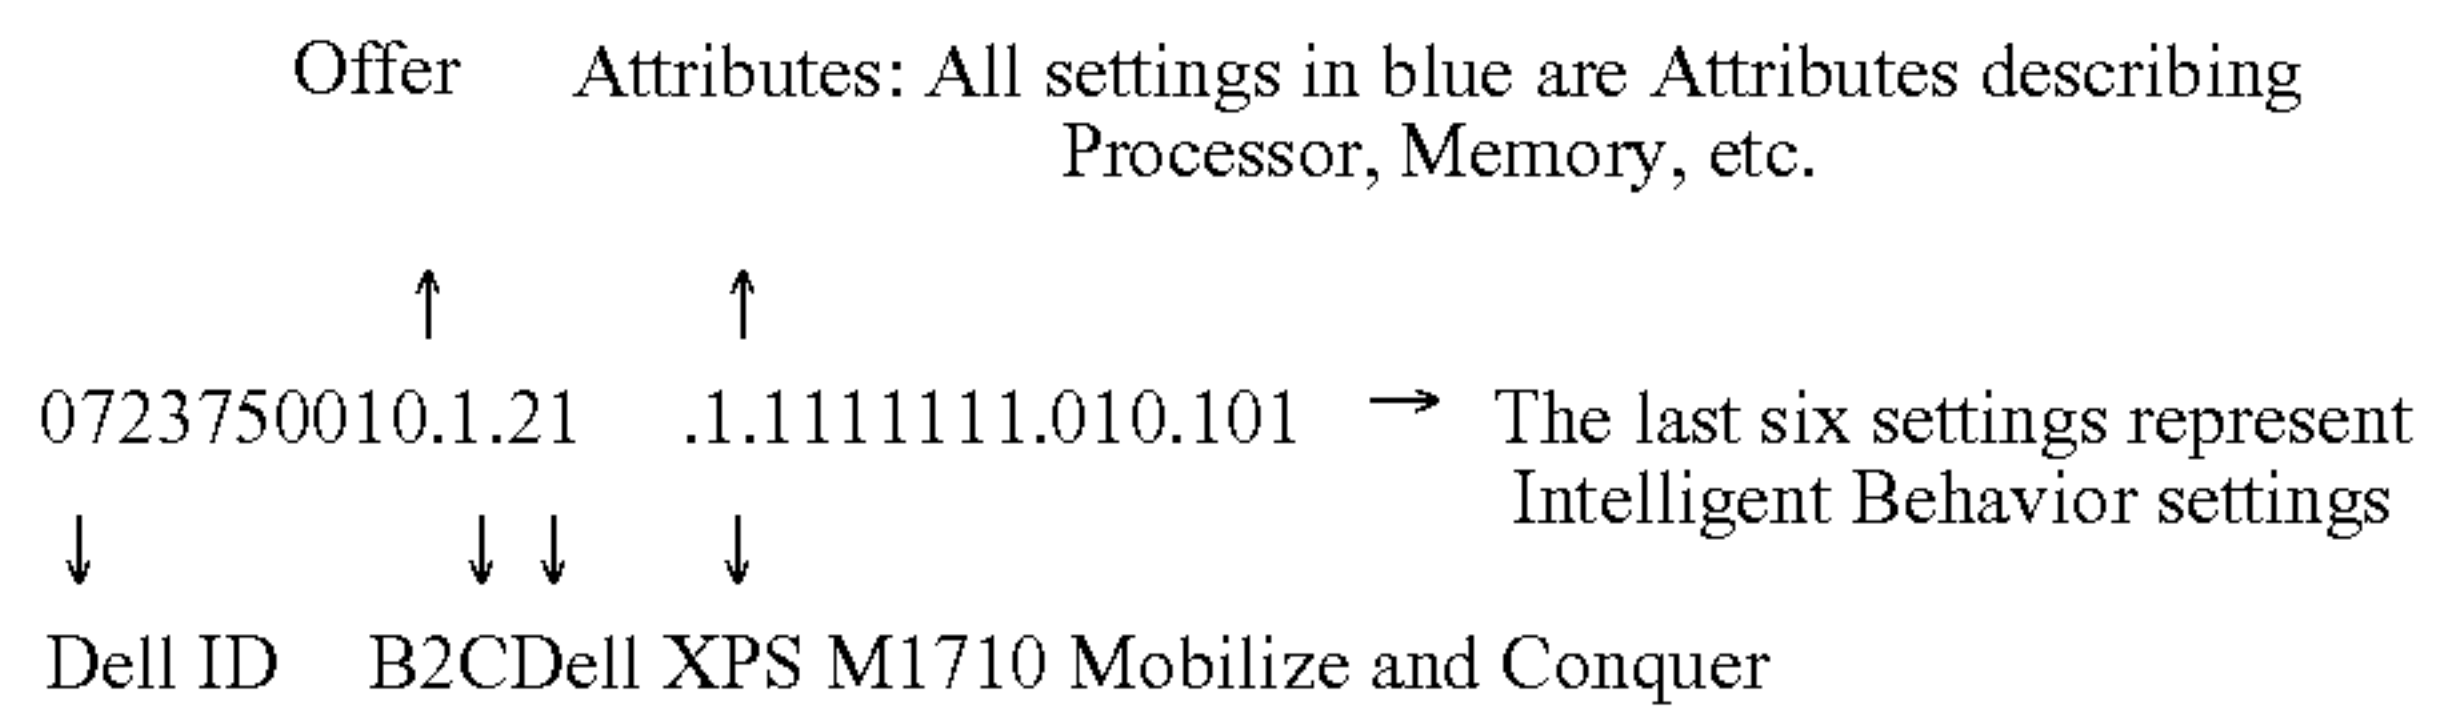 Offer Attributes: All settings in blue are Attributes describing
Processor, Memory, etc.
0723750010.1.21 .1.1111111.010.101 → The last six settings represent
Intelligent Behavior settings
Dell ID B2CDell XPS M1710 Mobilize and Conquer